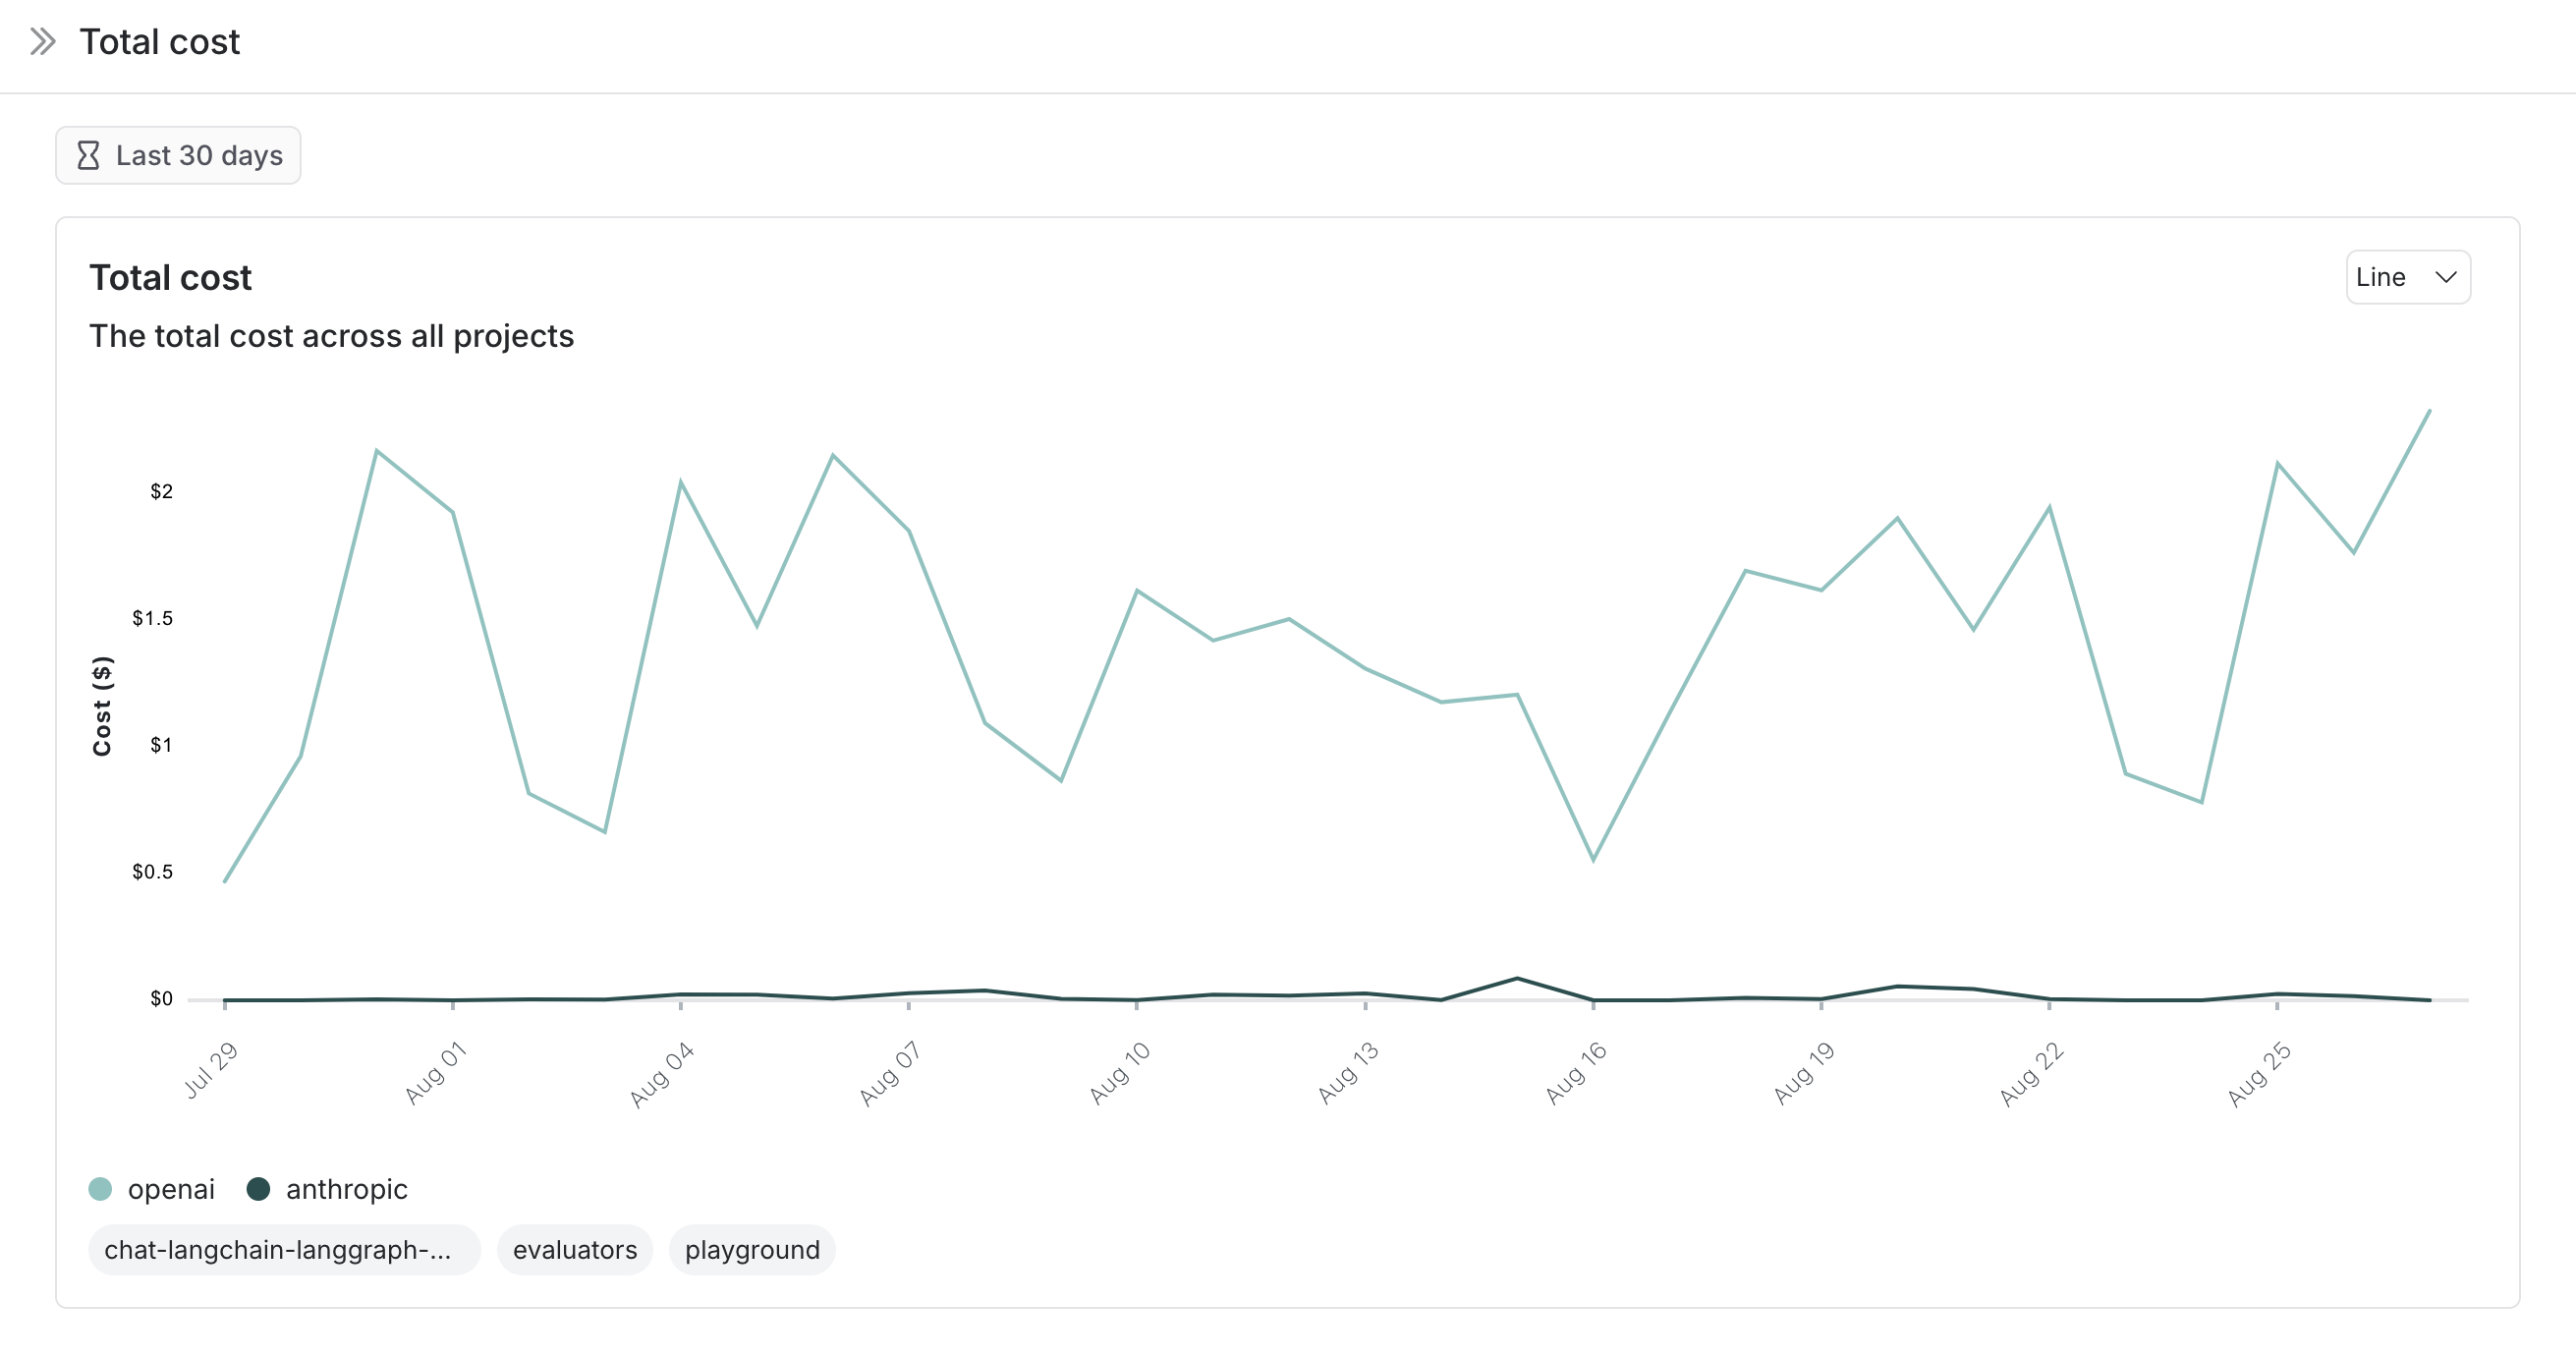 Total cost
Last 30 days
Total cost
Line
The total cost across all projects
Cost ($)
$2
$1.5
$1
$0.5
$0
Jul 29
Aug 01
Aug 04
Aug 07
Aug 10
Aug 13
Aug 16
Aug 19
Aug 22
Aug 25
openai anthropic
chat-langchain-langgraph-... evaluators playground